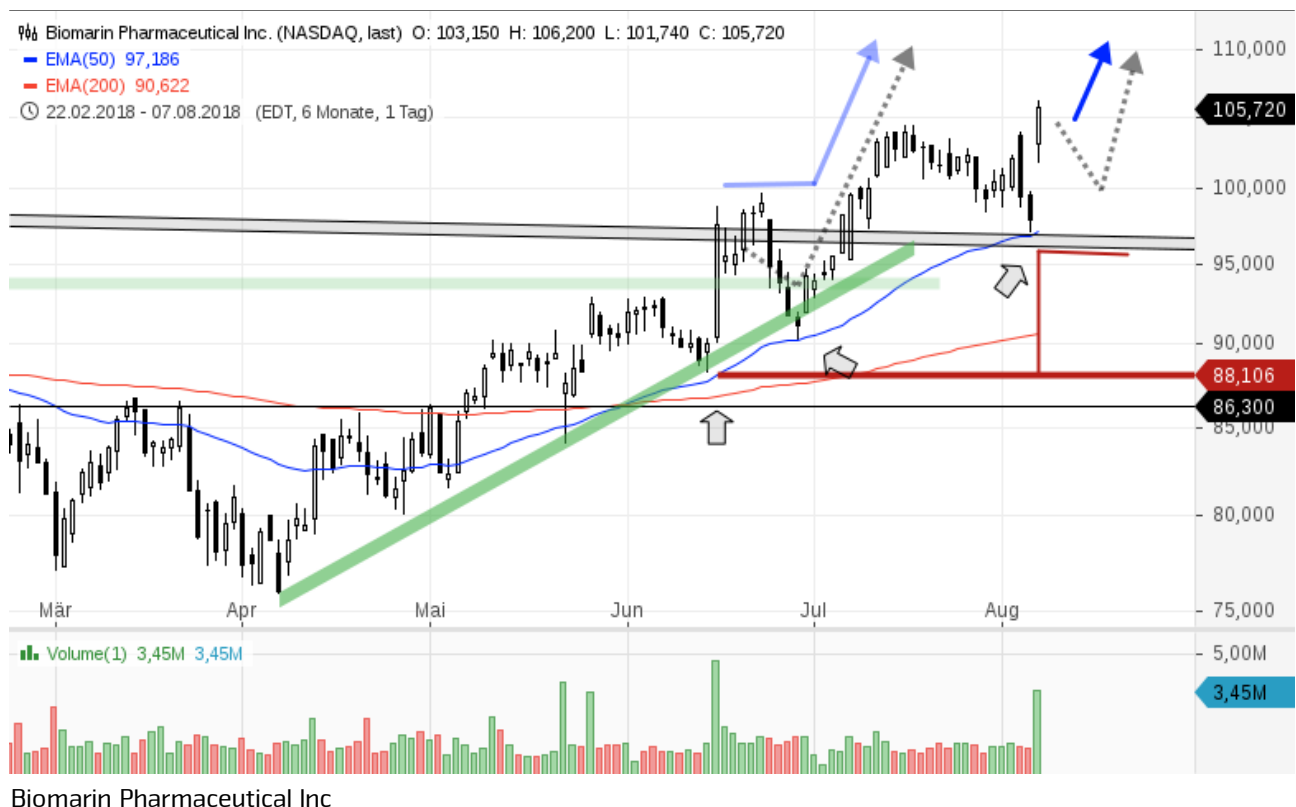 Biomarin Pharmaceutical Inc. (NASDAQ, last) O: 103,150 H: 106,200 L: 101,740 C: 105,720
EMA(50) 97,186
EMA(200) 90,622
22.02.2018 - 07.08.2018 (EDT, 6 Monate, 1 Tag)
110,000
105,720
100,000
95,000
90,000
88,106
86,300
85,000
80,000
75,000
Mär Apr Mai Jun Jul Aug
Volume(1) 3,45M 3,45M
5,00M
3,45M
Biomarin Pharmaceutical Inc